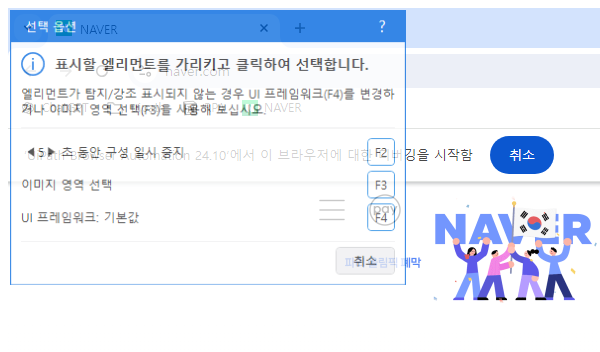 선택 옵션
NAVER
?
표시할 엘리먼트를 가리키고 클릭하여 선택합니다.
naver.com
엘리먼트가 탐지/강조 표시되지 않는 경우 UI 프레임워크(F4)를 변경하
거나 이미지 영역 선택(F3)를 사용해 보십시오.
NAVER
5 초 동안 구성 일시 중지
F2
Automation 24.10'에서 이 브라우저에 대한 디버깅을 시작함
취소
이미지 영역 선택
F3
UI 프레임워크: 기본값
F4
pay
NAVER
취소
폐막